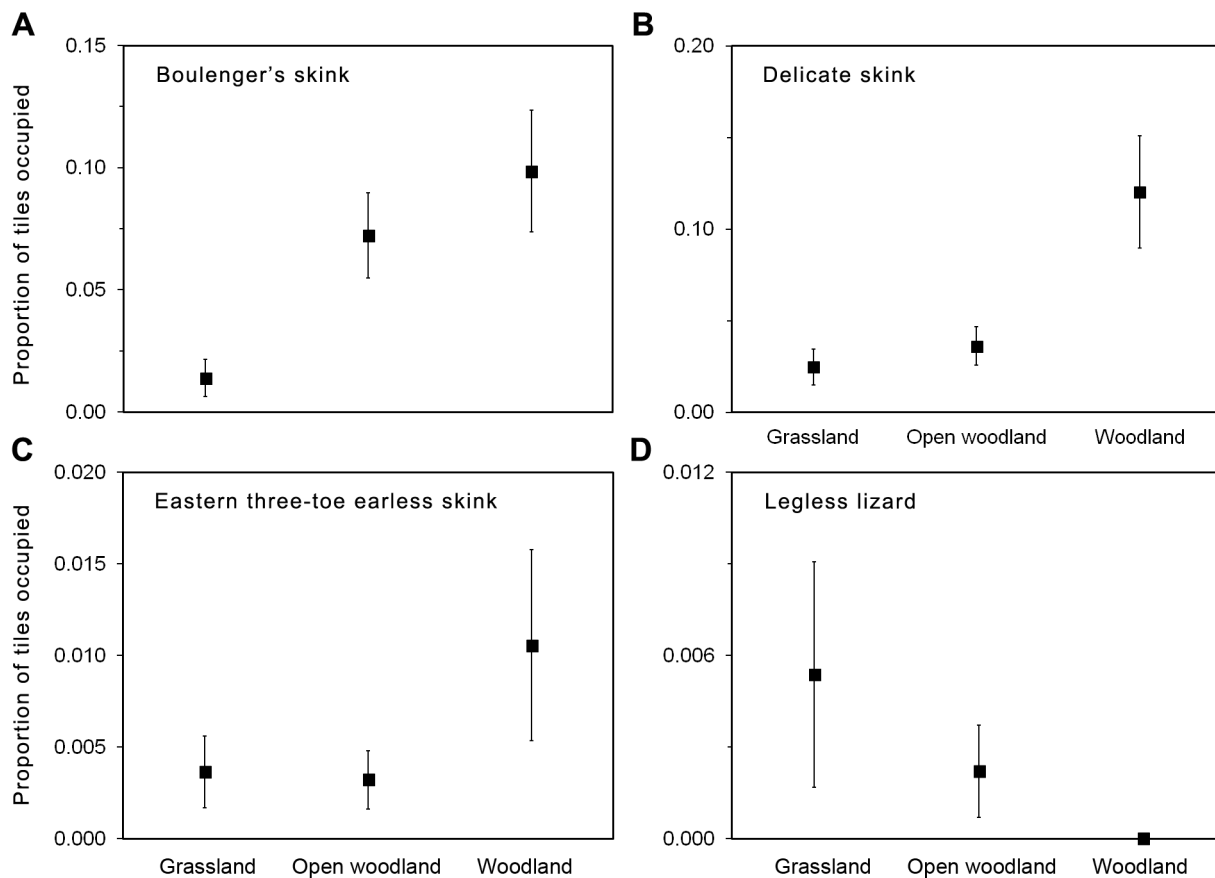 A
Boulenger's skink
Proportion of tiles occupied
0.15
0.10
0.05
0.00
B
Delicate skink
0.20
0.10
0.00
Grassland Open woodland Woodland
C
Eastern three-toe earless skink
Proportion of tiles occupied
0.020
0.015
0.010
0.005
0.000
Grassland Open woodland Woodland
D
Legless lizard
0.012
0.006
0.000
Grassland Open woodland Woodland